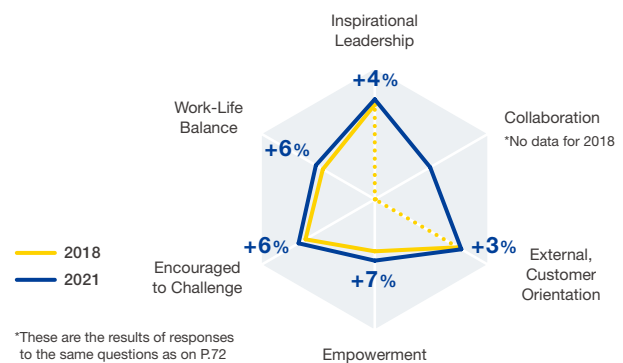 Inspirational
Leadership
+4%
Work-Life
Balance
Collaboration
*No data for 2018
+6%
2018
2021
+6%
+3%
Encouraged
to Challenge
+7%
External,
Customer
Orientation
*These are the results of responses
to the same questions as on P.72
Empowerment